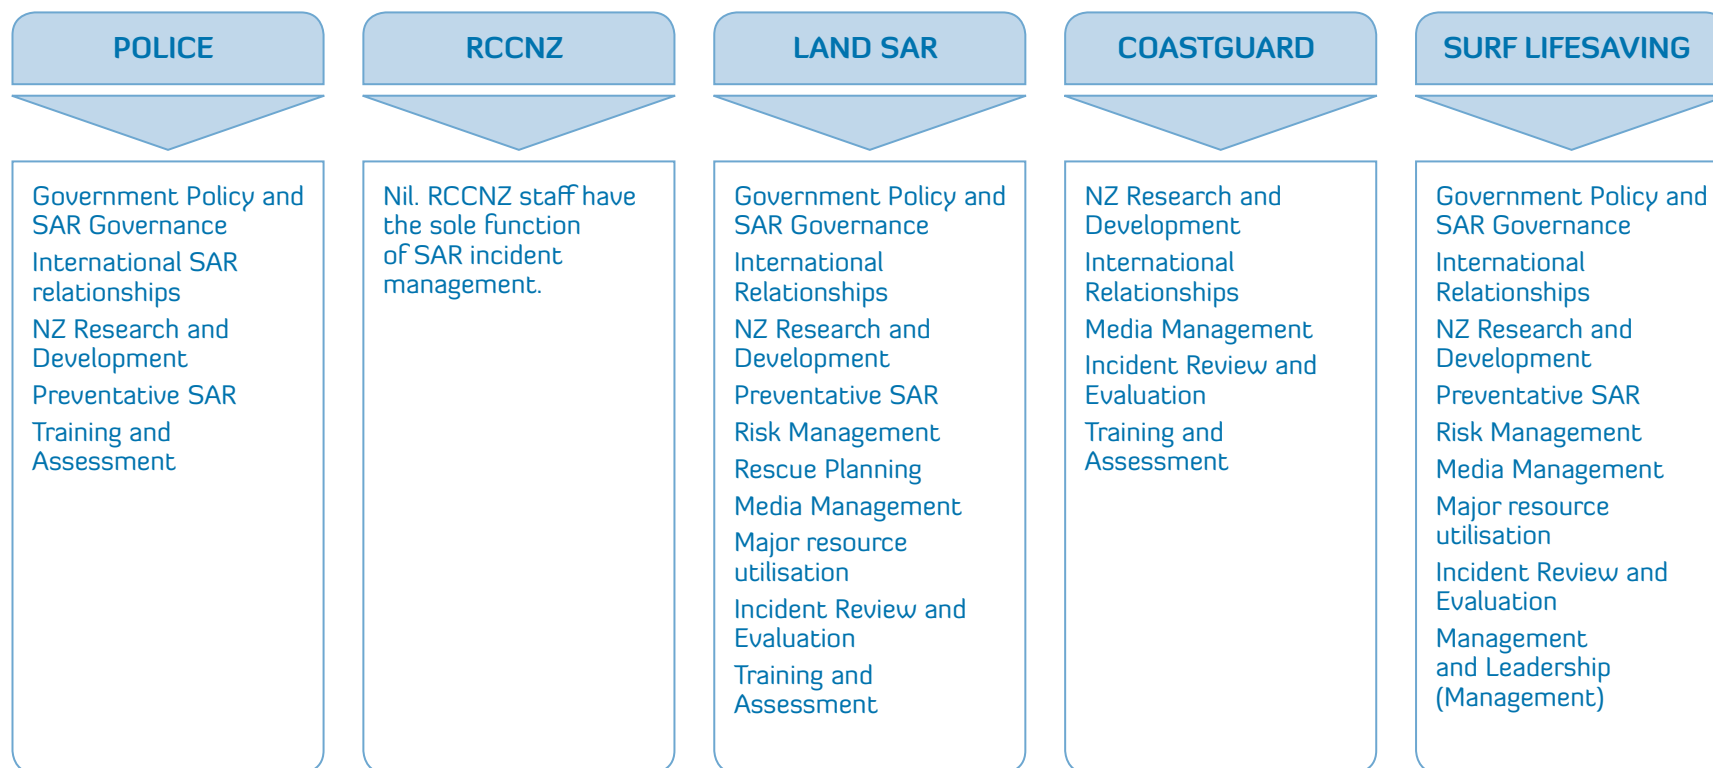 POLICE
Government Policy and
SAR Governance
International SAR
relationships
NZ Research and
Development
Preventative SAR
Training and
Assessment
RCCNZ
Nil. RCCNZ staff have
the sole function
of SAR incident
management.
LAND SAR
Government Policy and
SAR Governance
International
Relationships
NZ Research and
Development
Preventative SAR
Risk Management
Rescue Planning
Media Management
Major resource
utilisation
Incident Review and
Evaluation
Training and
Assessment
COASTGUARD
NZ Research and
Development
International
Relationships
Media Management
Incident Review and
Evaluation
Training and
Assessment
SURF LIFESAVING
Government Policy and
SAR Governance
International
Relationships
NZ Research and
Development
Preventative SAR
Risk Management
Media Management
Major resource
utilisation
Incident Review and
Evaluation
Management
and Leadership
(Management)